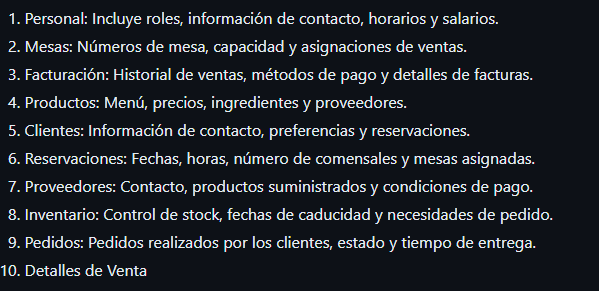 1. Personal: Incluye roles, información de contacto, horarios y salarios.
2. Mesas: Números de mesa, capacidad y asignaciones de ventas.
3. Facturación: Historial de ventas, métodos de pago y detalles de facturas.
4. Productos: Menú, precios, ingredientes y proveedores.
5. Clientes: Información de contacto, preferencias y reservaciones.
6. Reservaciones: Fechas, horas, número de comensales y mesas asignadas.
7. Proveedores: Contacto, productos suministrados y condiciones de pago.
8. Inventario: Control de stock, fechas de caducidad y necesidades de pedido.
9. Pedidos: Pedidos realizados por los clientes, estado y tiempo de entrega.
10. Detalles de Venta